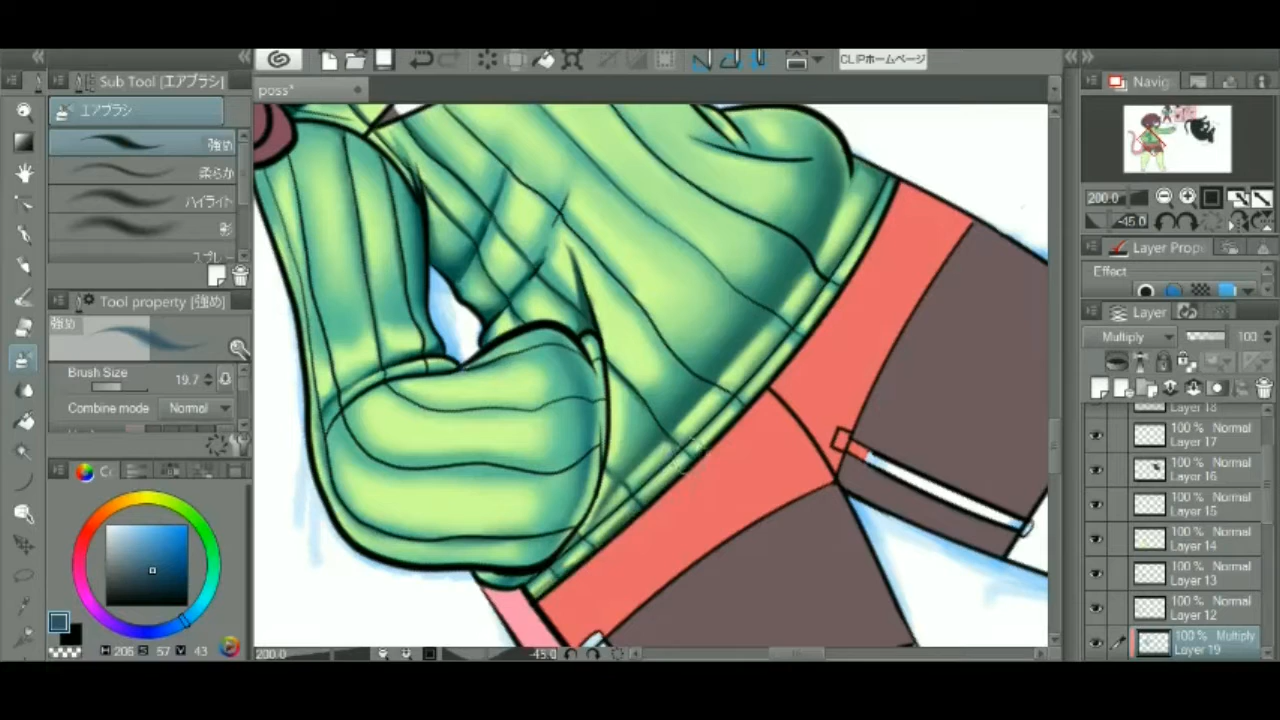 Sub Tool [エアブラシ]
エアブラシ
強め
柔らか
ハイライト
影
スプレー
Tool property [強め]
強め
Brush Size
19.7
Combine mode
Normal
H 206 S 57 V 43
CLIPホームページ
poss*
200.0
-45.0
Navig
200.0
-45.0
Layer Prope
Effect
Layer
Multiply
100
Layer 18
100 % Normal
Layer 17
100 % Normal
Layer 16
100 % Normal
Layer 15
100 % Normal
Layer 14
100 % Normal
Layer 13
100 % Normal
Layer 12
100 % Multiply
Layer 19